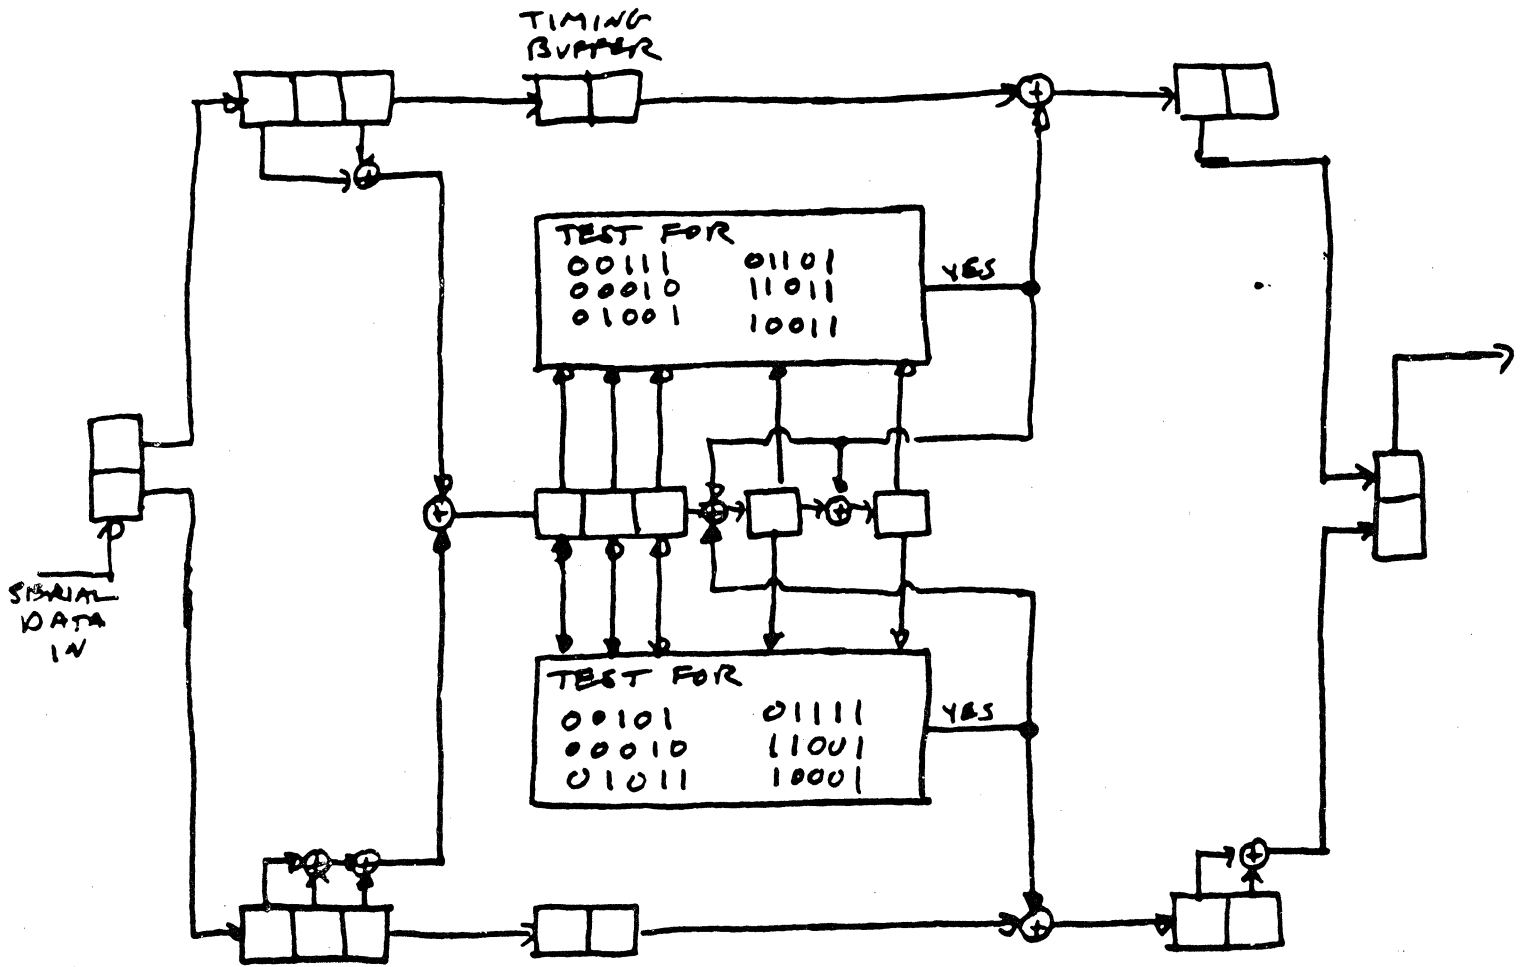 TIMING
BUFFER
TEST FOR
00111 01101
00010 11011
01001 10011
YES
SERIAL
DATA
IN
TEST FOR
00101 01111
00010 11001
01011 10001
YES